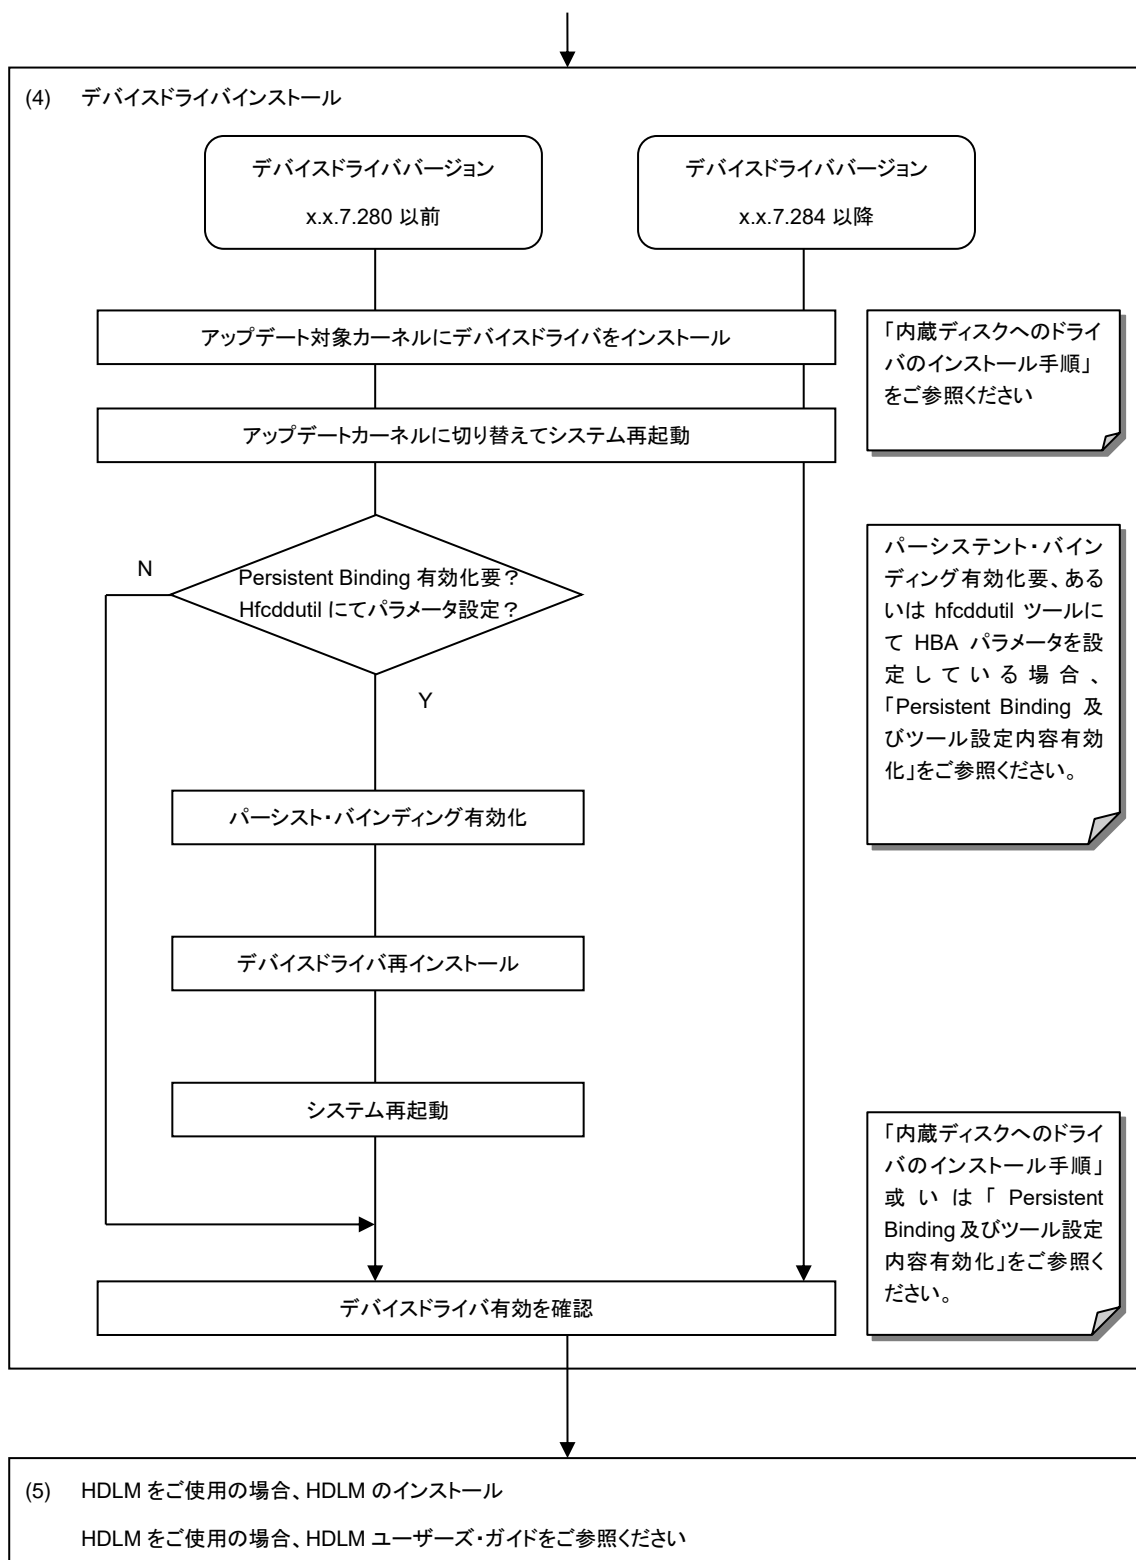 (4) デバイスドライバインストール
デバイスドライババージョン
x.x.7.280 以前
デバイスドライババージョン
x.x.7.284 以降
アップデート対象カーネルにデバイスドライバをインストール
「内蔵ディスクへのドライ
バのインストール手順」
をご参照ください
アップデートカーネルに切り替えてシステム再起動
N
Persistent Binding 有効化要？
Hfcddutil にてパラメータ設定？
Y
パーシステント・バイン
ディング有効化要、ある
いは hfcddutil ツールに
て HBA パラメータを設
定している場合、
「Persistent Binding 及
びツール設定内容有効
化」をご参照ください。
パーシスト・バインディング有効化
デバイスドライバ再インストール
システム再起動
「内蔵ディスクへのドライ
バのインストール手順」
或いは「 Persistent
Binding 及びツール設定
内容有効化」をご参照く
ださい。
デバイスドライバ有効を確認
(5) HDLM をご使用の場合、HDLM のインストール
HDLM をご使用の場合、HDLM ユーザーズ・ガイドをご参照ください